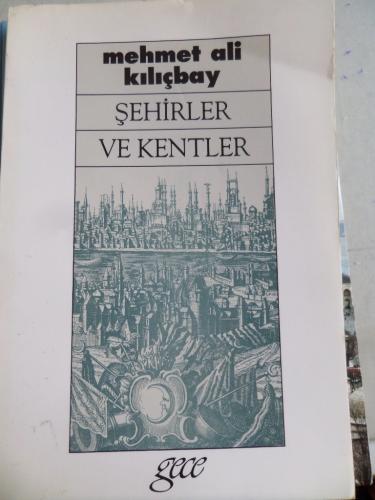 mehmet ali
kılıçbay
ŞEHİRLER
VE KENTLER
gece